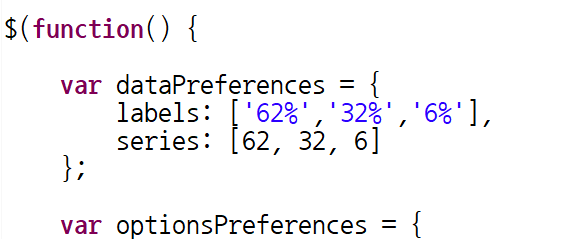 $(function() {
var dataPreferences = {
labels: ['62%','32%','6%'],
series: [62, 32, 6]
};
var optionsPreferences = {